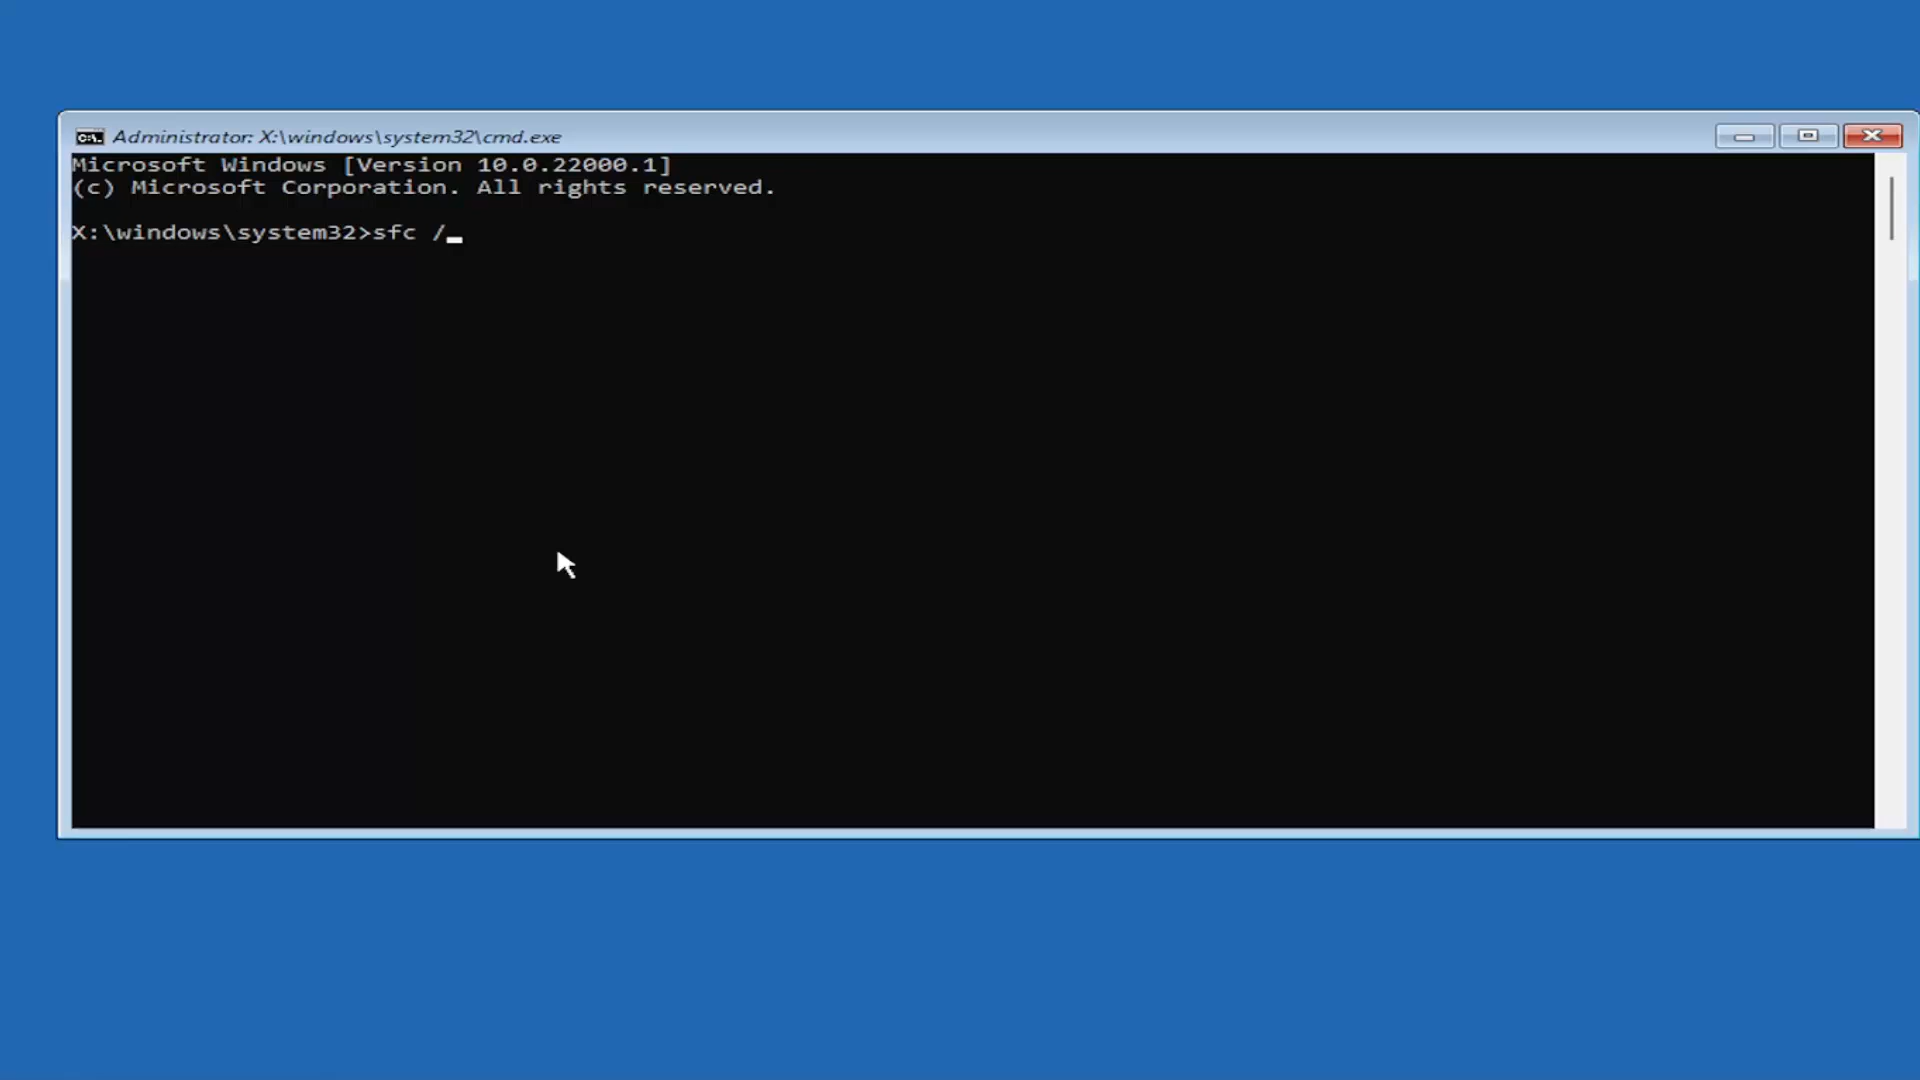 Administrator: X:\windows\system32\cmd.exe
Microsoft Windows [Version 10.0.22000.1]
(c) Microsoft Corporation. All rights reserved.
X:\windows\system32>sfc /